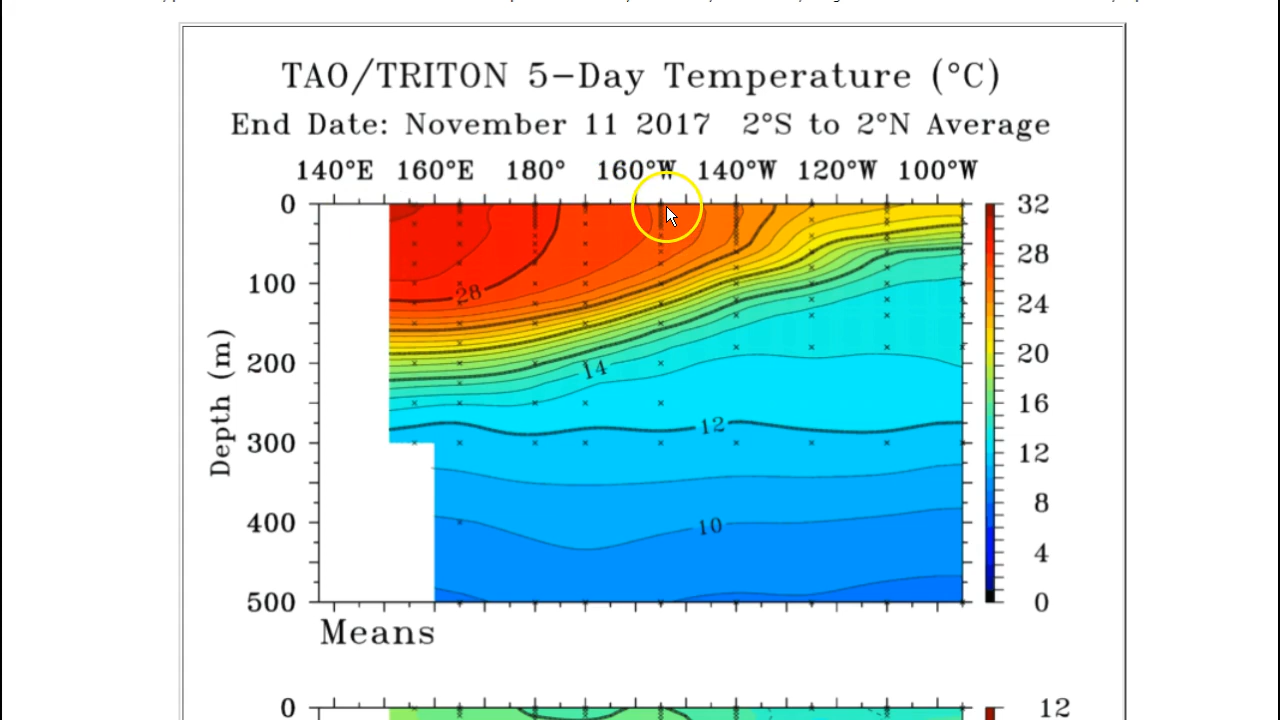 TAO/TRITON 5-Day Temperature (°C)
End Date: November 11 2017 2°S to 2°N Average
140°E 160°E 180° 160°W 140°W 120°W 100°W
0 32
28
100 28
24
200 20
14
16
12
300 12
8
400 10
4
500 0
Depth (m)
Means
0 12